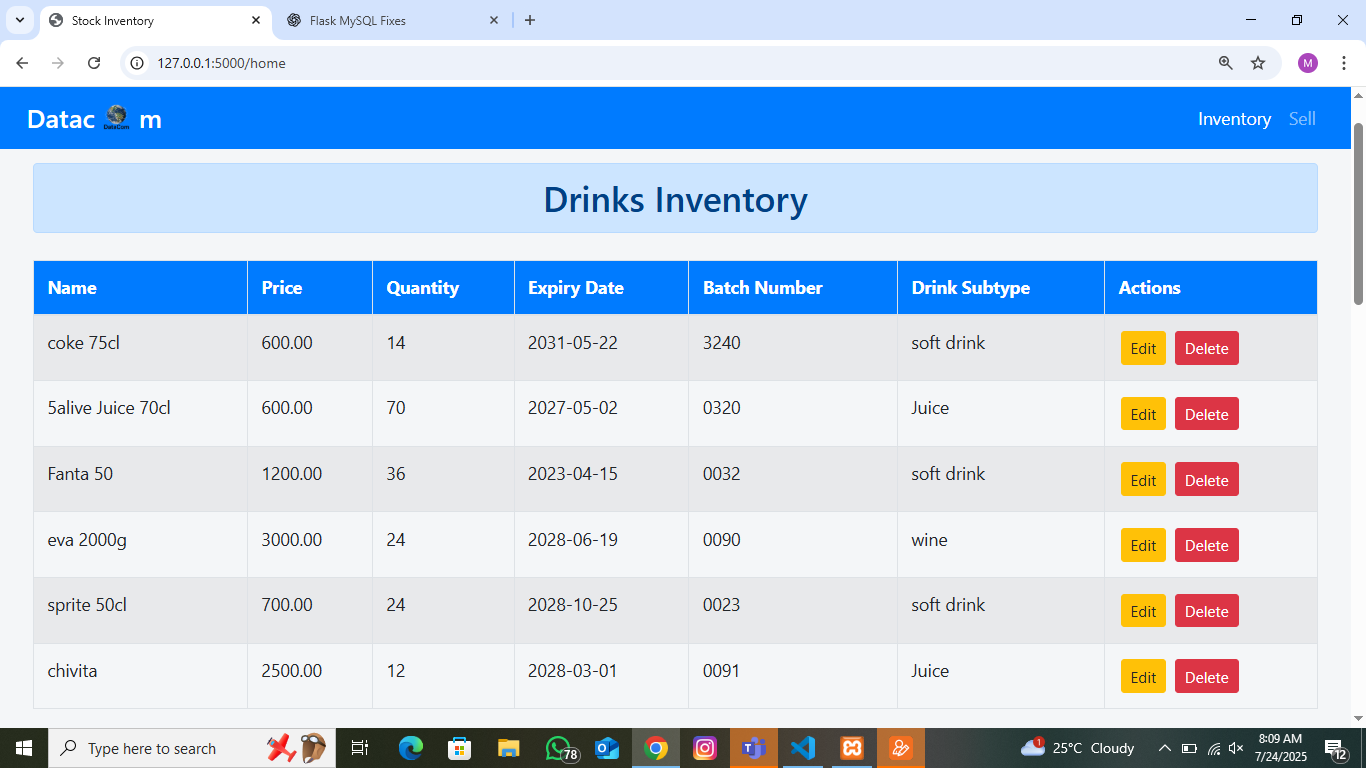 Stock Inventory
Flask MySQL Fixes
127.0.0.1:5000/home
M
Datac DataCom m
Inventory Sell
Drinks Inventory
Name Price Quantity Expiry Date Batch Number Drink Subtype Actions
coke 75cl 600.00 14 2031-05-22 3240 soft drink Edit Delete
5alive Juice 70cl 600.00 70 2027-05-02 0320 Juice Edit Delete
Fanta 50 1200.00 36 2023-04-15 0032 soft drink Edit Delete
eva 2000g 3000.00 24 2028-06-19 0090 wine Edit Delete
sprite 50cl 700.00 24 2028-10-25 0023 soft drink Edit Delete
chivita 2500.00 12 2028-03-01 0091 Juice Edit Delete
Type here to search
78
1
25°C Cloudy
8:09 AM
7/24/2025
12